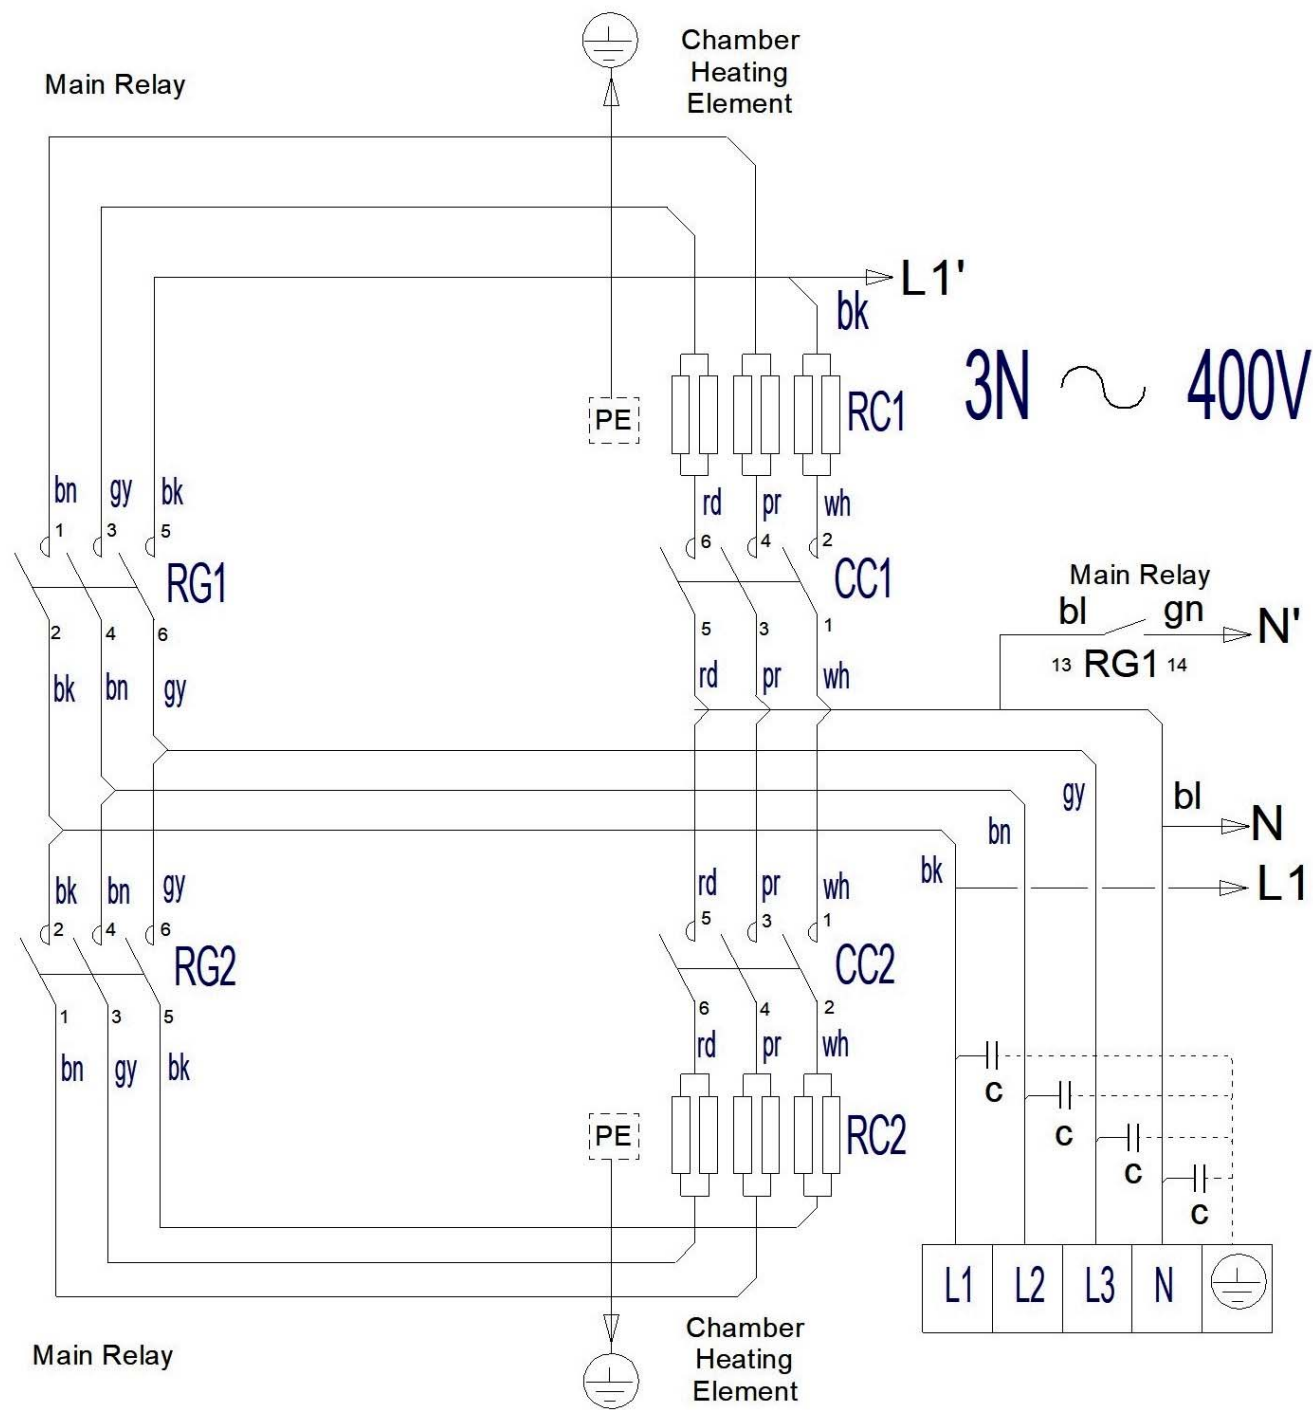 Main Relay
Chamber
Heating
Element
L1'
bk
3N 400V
PE
RC1
bn gy bk
rd pr wh
1 3 5
6 4 2
RG1
CC1
Main Relay
bl gn
N'
13 RG1 14
2 4 6
5 3 1
bk bn gy
rd pr wh
gy
bl
N
bn
bk
L1
bk bn gy
rd pr wh
2 4 6
5 3 1
RG2
CC2
1 3 5
6 4 2
bn gy bk
rd pr wh
C
C
C
C
PE
RC2
L1 L2 L3 N
Main Relay
Chamber
Heating
Element